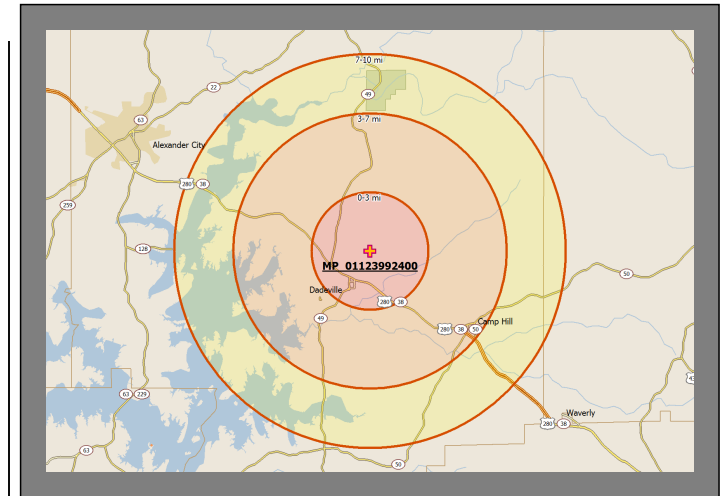 7-10 mi
22
49
63
3-7 mi
Alexander City
280 38
0-3 mi
259
128
MP_01123992400
50
Dadeville
280 38
49
280 38 50
Camp Hill
63 229
Waverly
280 38
63
50